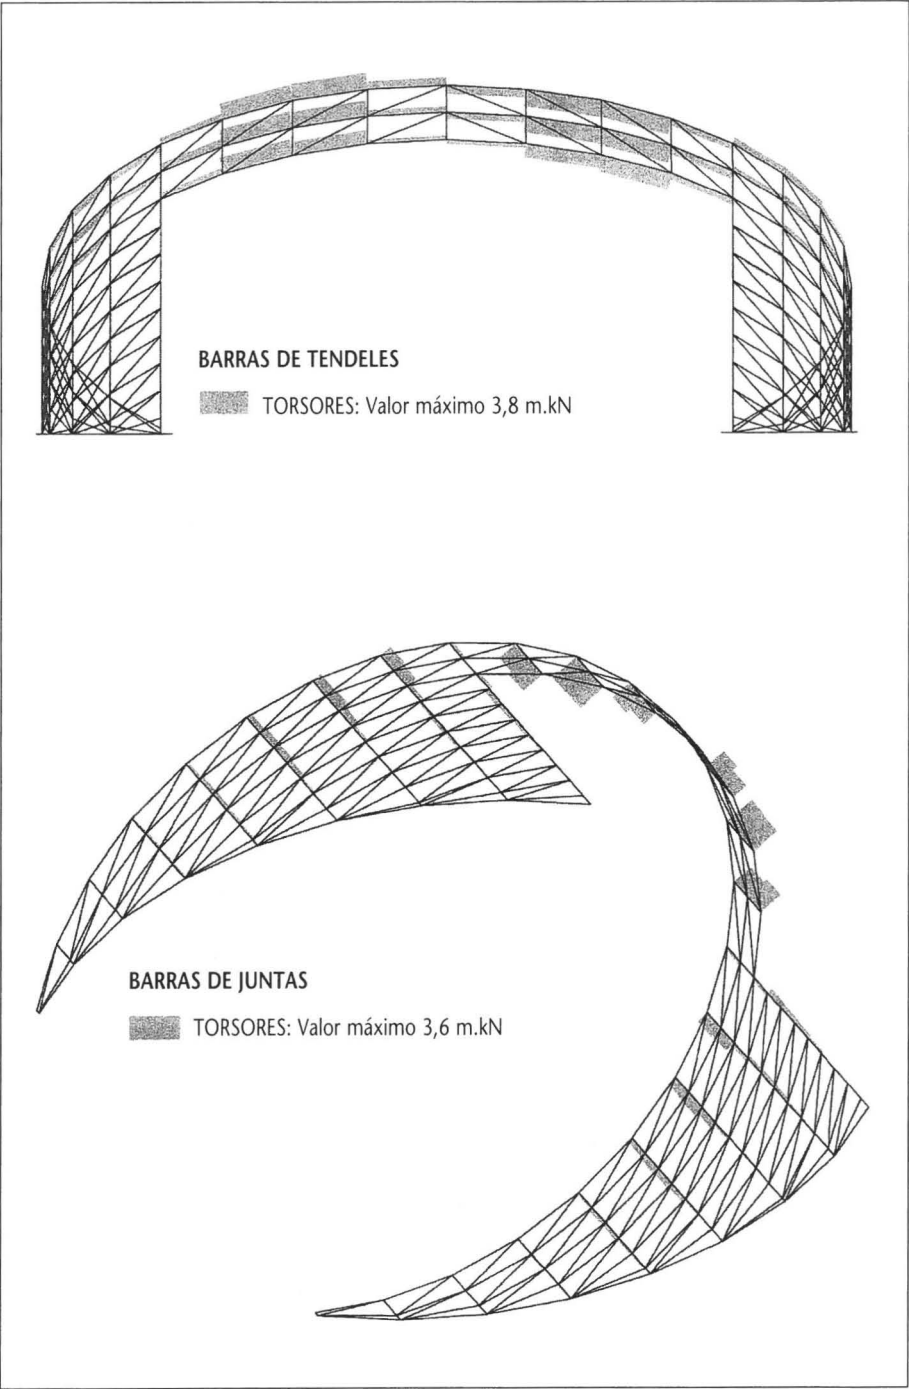 BARRAS DE TENDELES
TORSORES: Valor máximo 3,8 m.kN
BARRAS DE JUNTAS
TORSORES: Valor máximo 3,6 m.kN